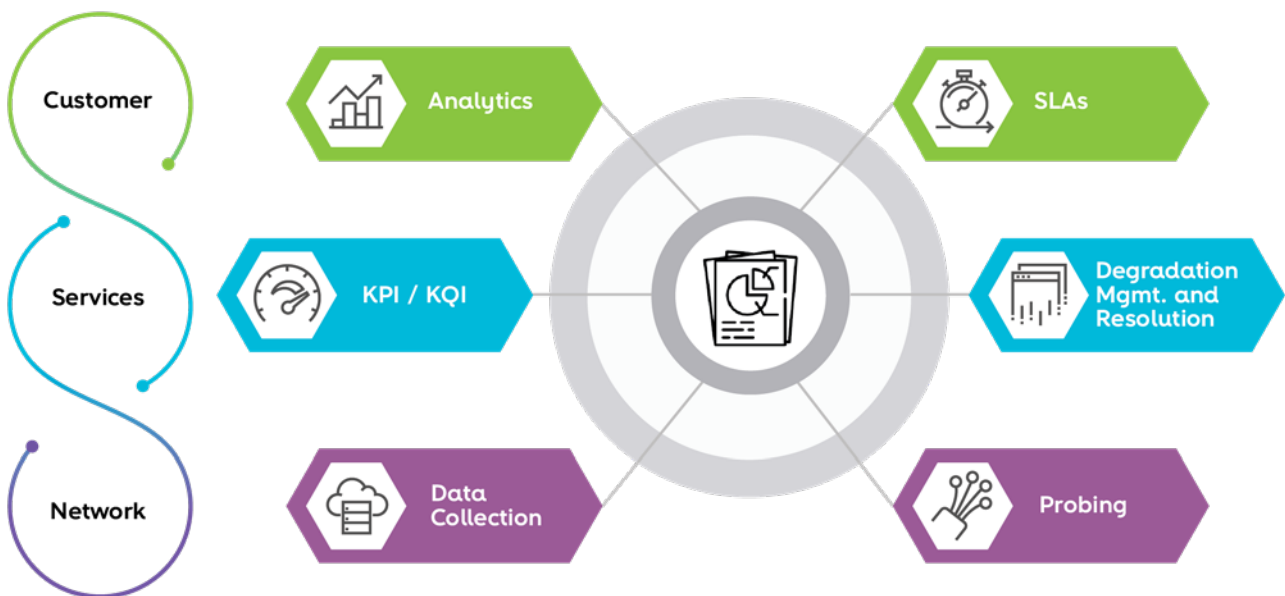 Customer
Analytics
SLAs
Services
KPI / KQI
Degradation
Mgmt. and
Resolution
Network
Data
Collection
Probing